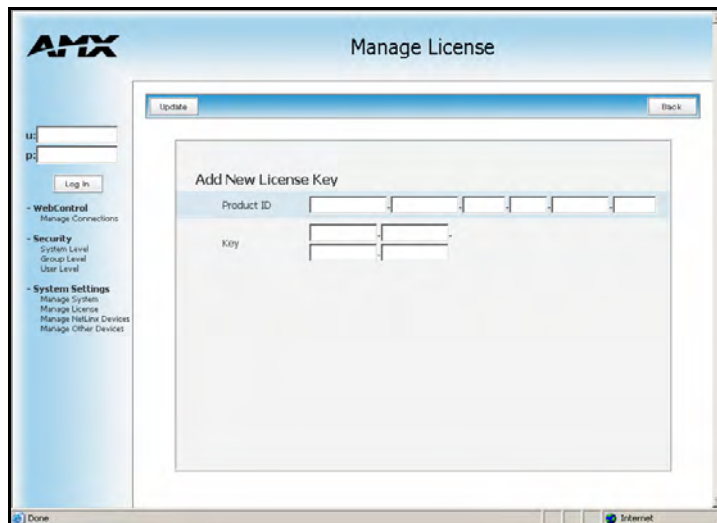 AMX
Manage License
Update
Back
u:
p:
Log In
- WebControl
Manage Connections
- Security
System Level
Group Level
User Level
- System Settings
Manage System
Manage License
Manage NetLinx Devices
Manage Other Devices
Add New License Key
Product ID
Key
Done
Internet